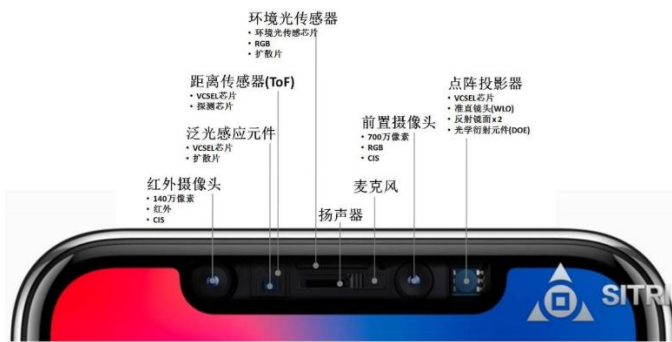 环境光传感器
• 环境光传感芯片
• RGB
• 扩散片
距离传感器(ToF)
• VCSEL芯片
• 探测芯片
点阵投影器
• VCSEL芯片
• 准直镜头(WLO)
• 反射镜面x2
• 光学衍射元件(DOE)
泛光感应元件
• VCSEL芯片
• 扩散片
前置摄像头
• 700万像素
• RGB
• CIS
红外摄像头
• 140万像素
• 红外
• CIS
麦克风
扬声器